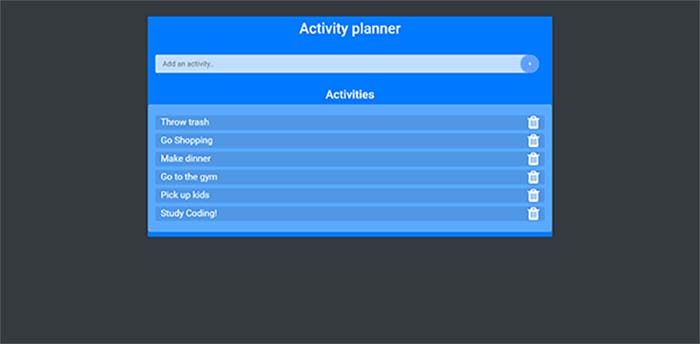 Activity planner
Add an activity..
+
Activities
Throw trash
Go Shopping
Make dinner
Go to the gym
Pick up kids
Study Coding!